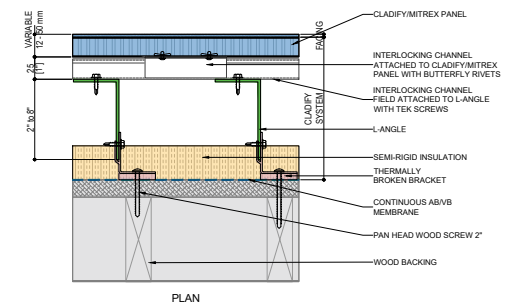 VARIABLE
12 - 50 mm
25
[1"]
2" to 8"
FACING
CLADIFY
SYSTEM
CLADIFY/MITREX PANEL
INTERLOCKING CHANNEL
ATTACHED TO CLADIFY/MITREX
PANEL WITH BUTTERFLY RIVETS
INTERLOCKING CHANNEL
FIELD ATTACHED TO L-ANGLE
WITH TEK SCREWS
L-ANGLE
SEMI-RIGID INSULATION
THERMALLY
BROKEN BRACKET
CONTINUOUS AB/VB
MEMBRANE
PAN HEAD WOOD SCREW 2"
WOOD BACKING
PLAN